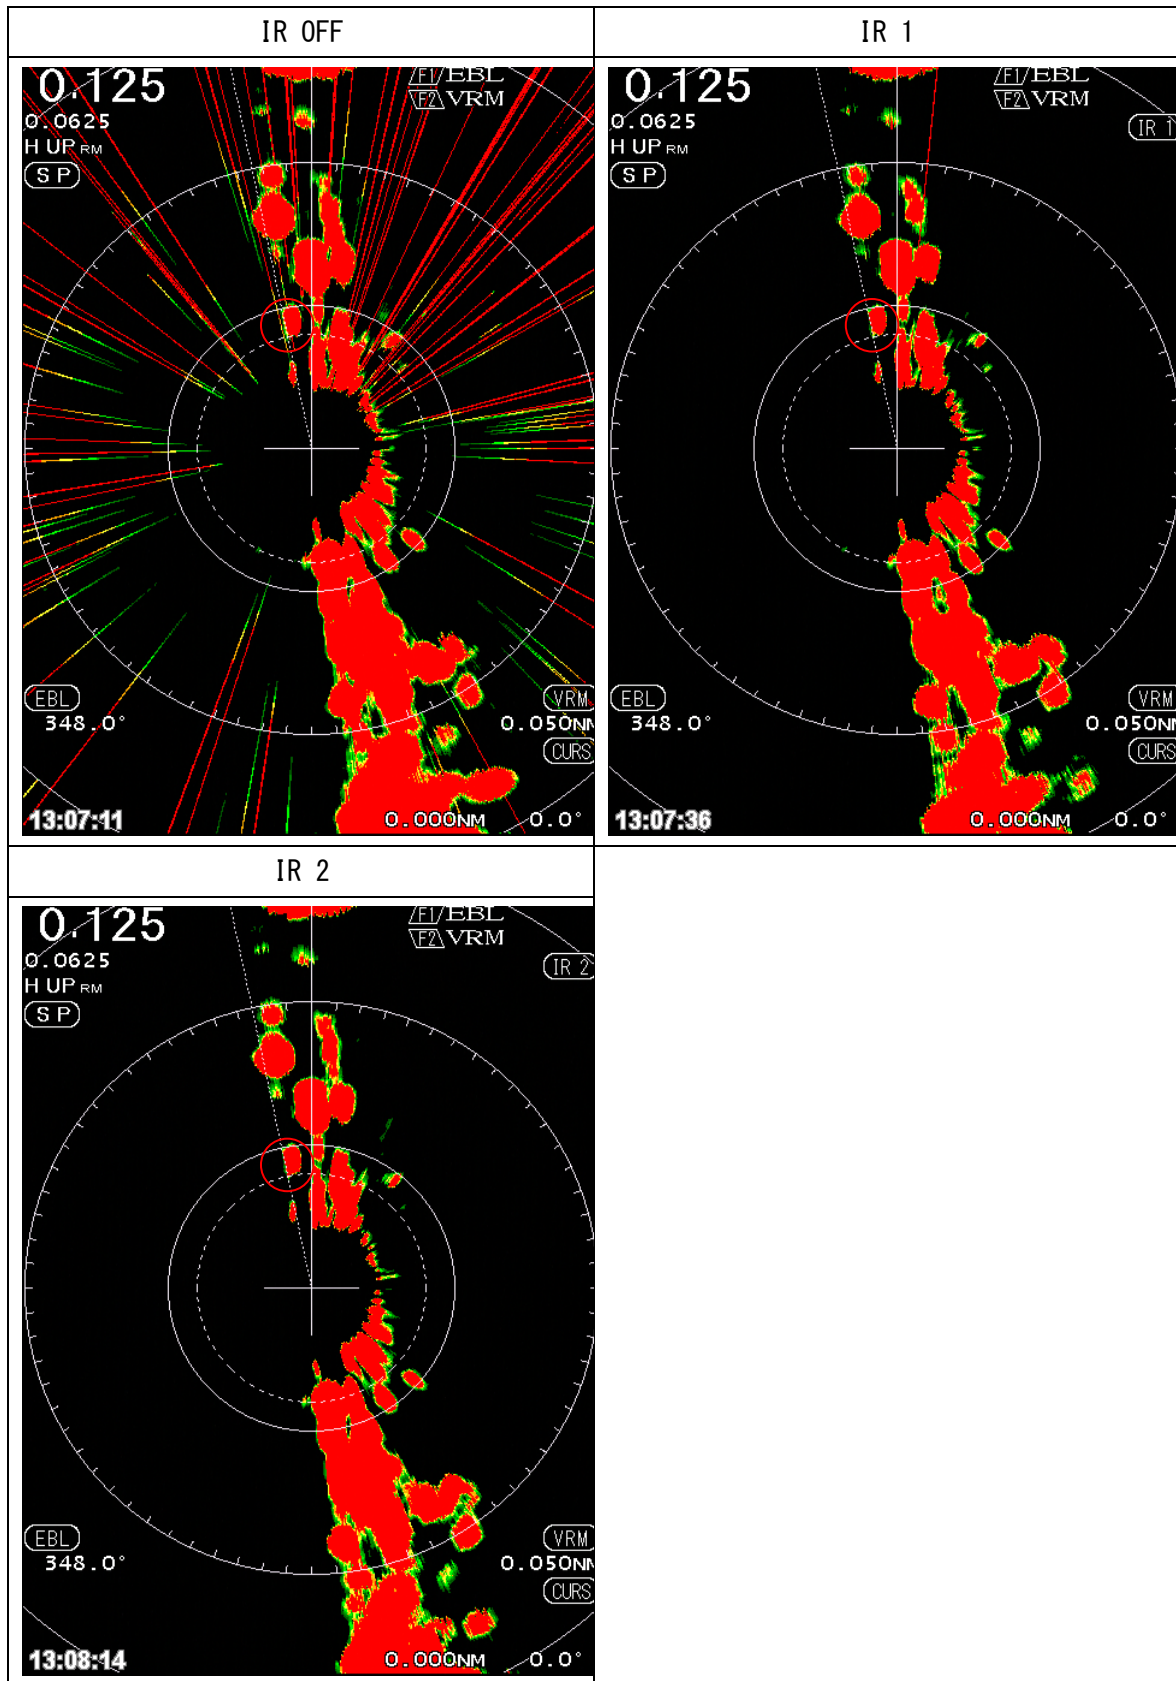 IR OFF
IR 1
0.125
F1 EBL
F2 VRM
0.0625
H UP RM
SP
EBL
348.0°
VRM
0.050NM
CURS
13:07:11
0.000NM
0.0°
0.125
F1 EBL
F2 VRM
0.0625
IR 1
H UP RM
SP
EBL
348.0°
VRM
0.050NM
CURS
13:07:36
0.000NM
0.0°
IR 2
0.125
F1 EBL
F2 VRM
0.0625
IR 2
H UP RM
SP
EBL
348.0°
VRM
0.050NM
CURS
13:08:14
0.000NM
0.0°